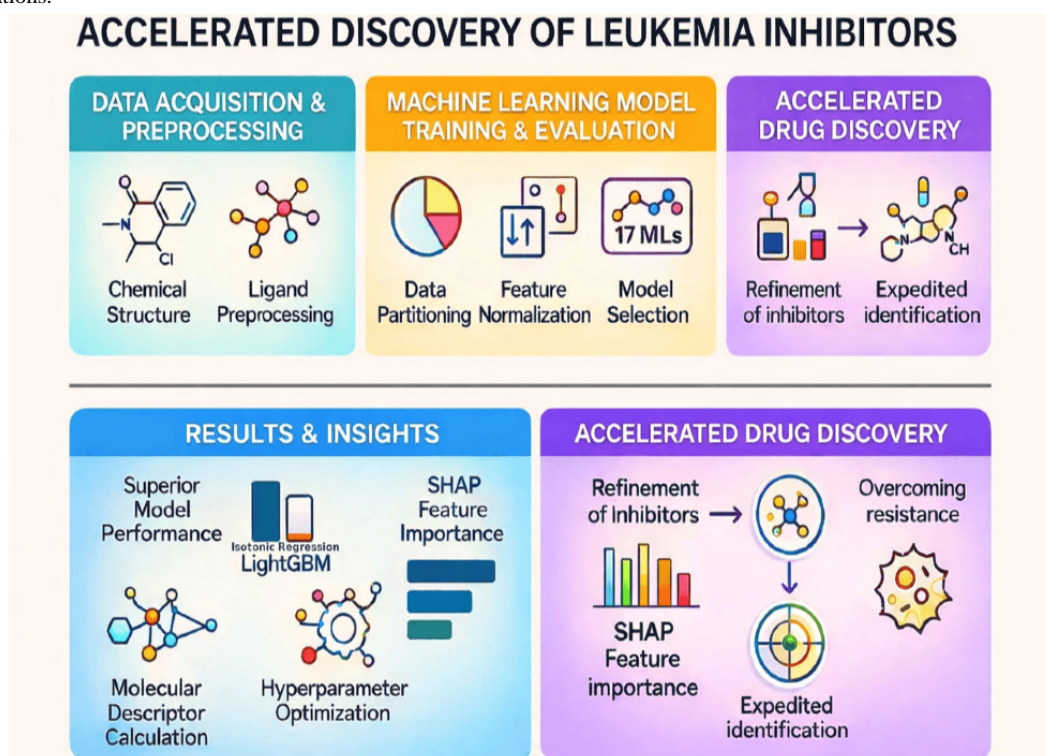 ations.
ACCELERATED DISCOVERY OF LEUKEMIA INHIBITORS
DATA ACQUISITION &
PREPROCESSING
N
Cl
Chemical
Structure
Ligand
Preprocessing
MACHINE LEARNING MODEL
TRAINING & EVALUATION
17 MLs
Data
Partitioning
Feature
Normalization
Model
Selection
ACCELERATED
DRUG DISCOVERY
N
N
CH
Refinement
of inhibitors
Expedited
identification
RESULTS & INSIGHTS
Superior
Model
Performance
Isotonic Regression
LightGBM
SHAP
Feature
Importance
Molecular
Descriptor
Calculation
Hyperparameter
Optimization
ACCELERATED DRUG DISCOVERY
Refinement
of Inhibitors
SHAP
Feature
importance
Expedited
identification
Overcoming
resistance